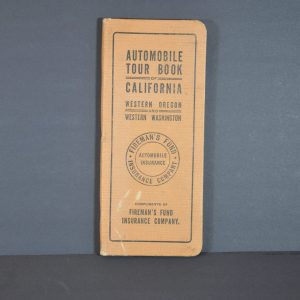 AUTOMOBILE
TOUR BOOK
OF
CALIFORNIA
WESTERN OREGON
AND
WESTERN WASHINGTON
FIREMAN'S FUND
AUTOMOBILE
INSURANCE
INSURANCE COMPANY.
COMPLIMENTS OF
FIREMAN'S FUND
INSURANCE COMPANY.